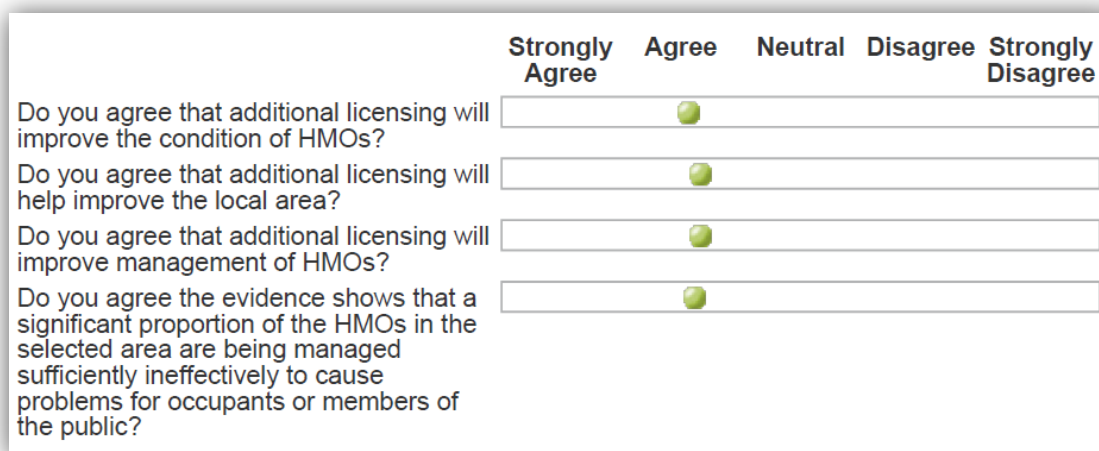 Strongly Agree Neutral Disagree Strongly
Agree Disagree
Do you agree that additional licensing will
improve the condition of HMOs?
Do you agree that additional licensing will
help improve the local area?
Do you agree that additional licensing will
improve management of HMOs?
Do you agree the evidence shows that a
significant proportion of the HMOs in the
selected area are being managed
sufficiently ineffectively to cause
problems for occupants or members of
the public?